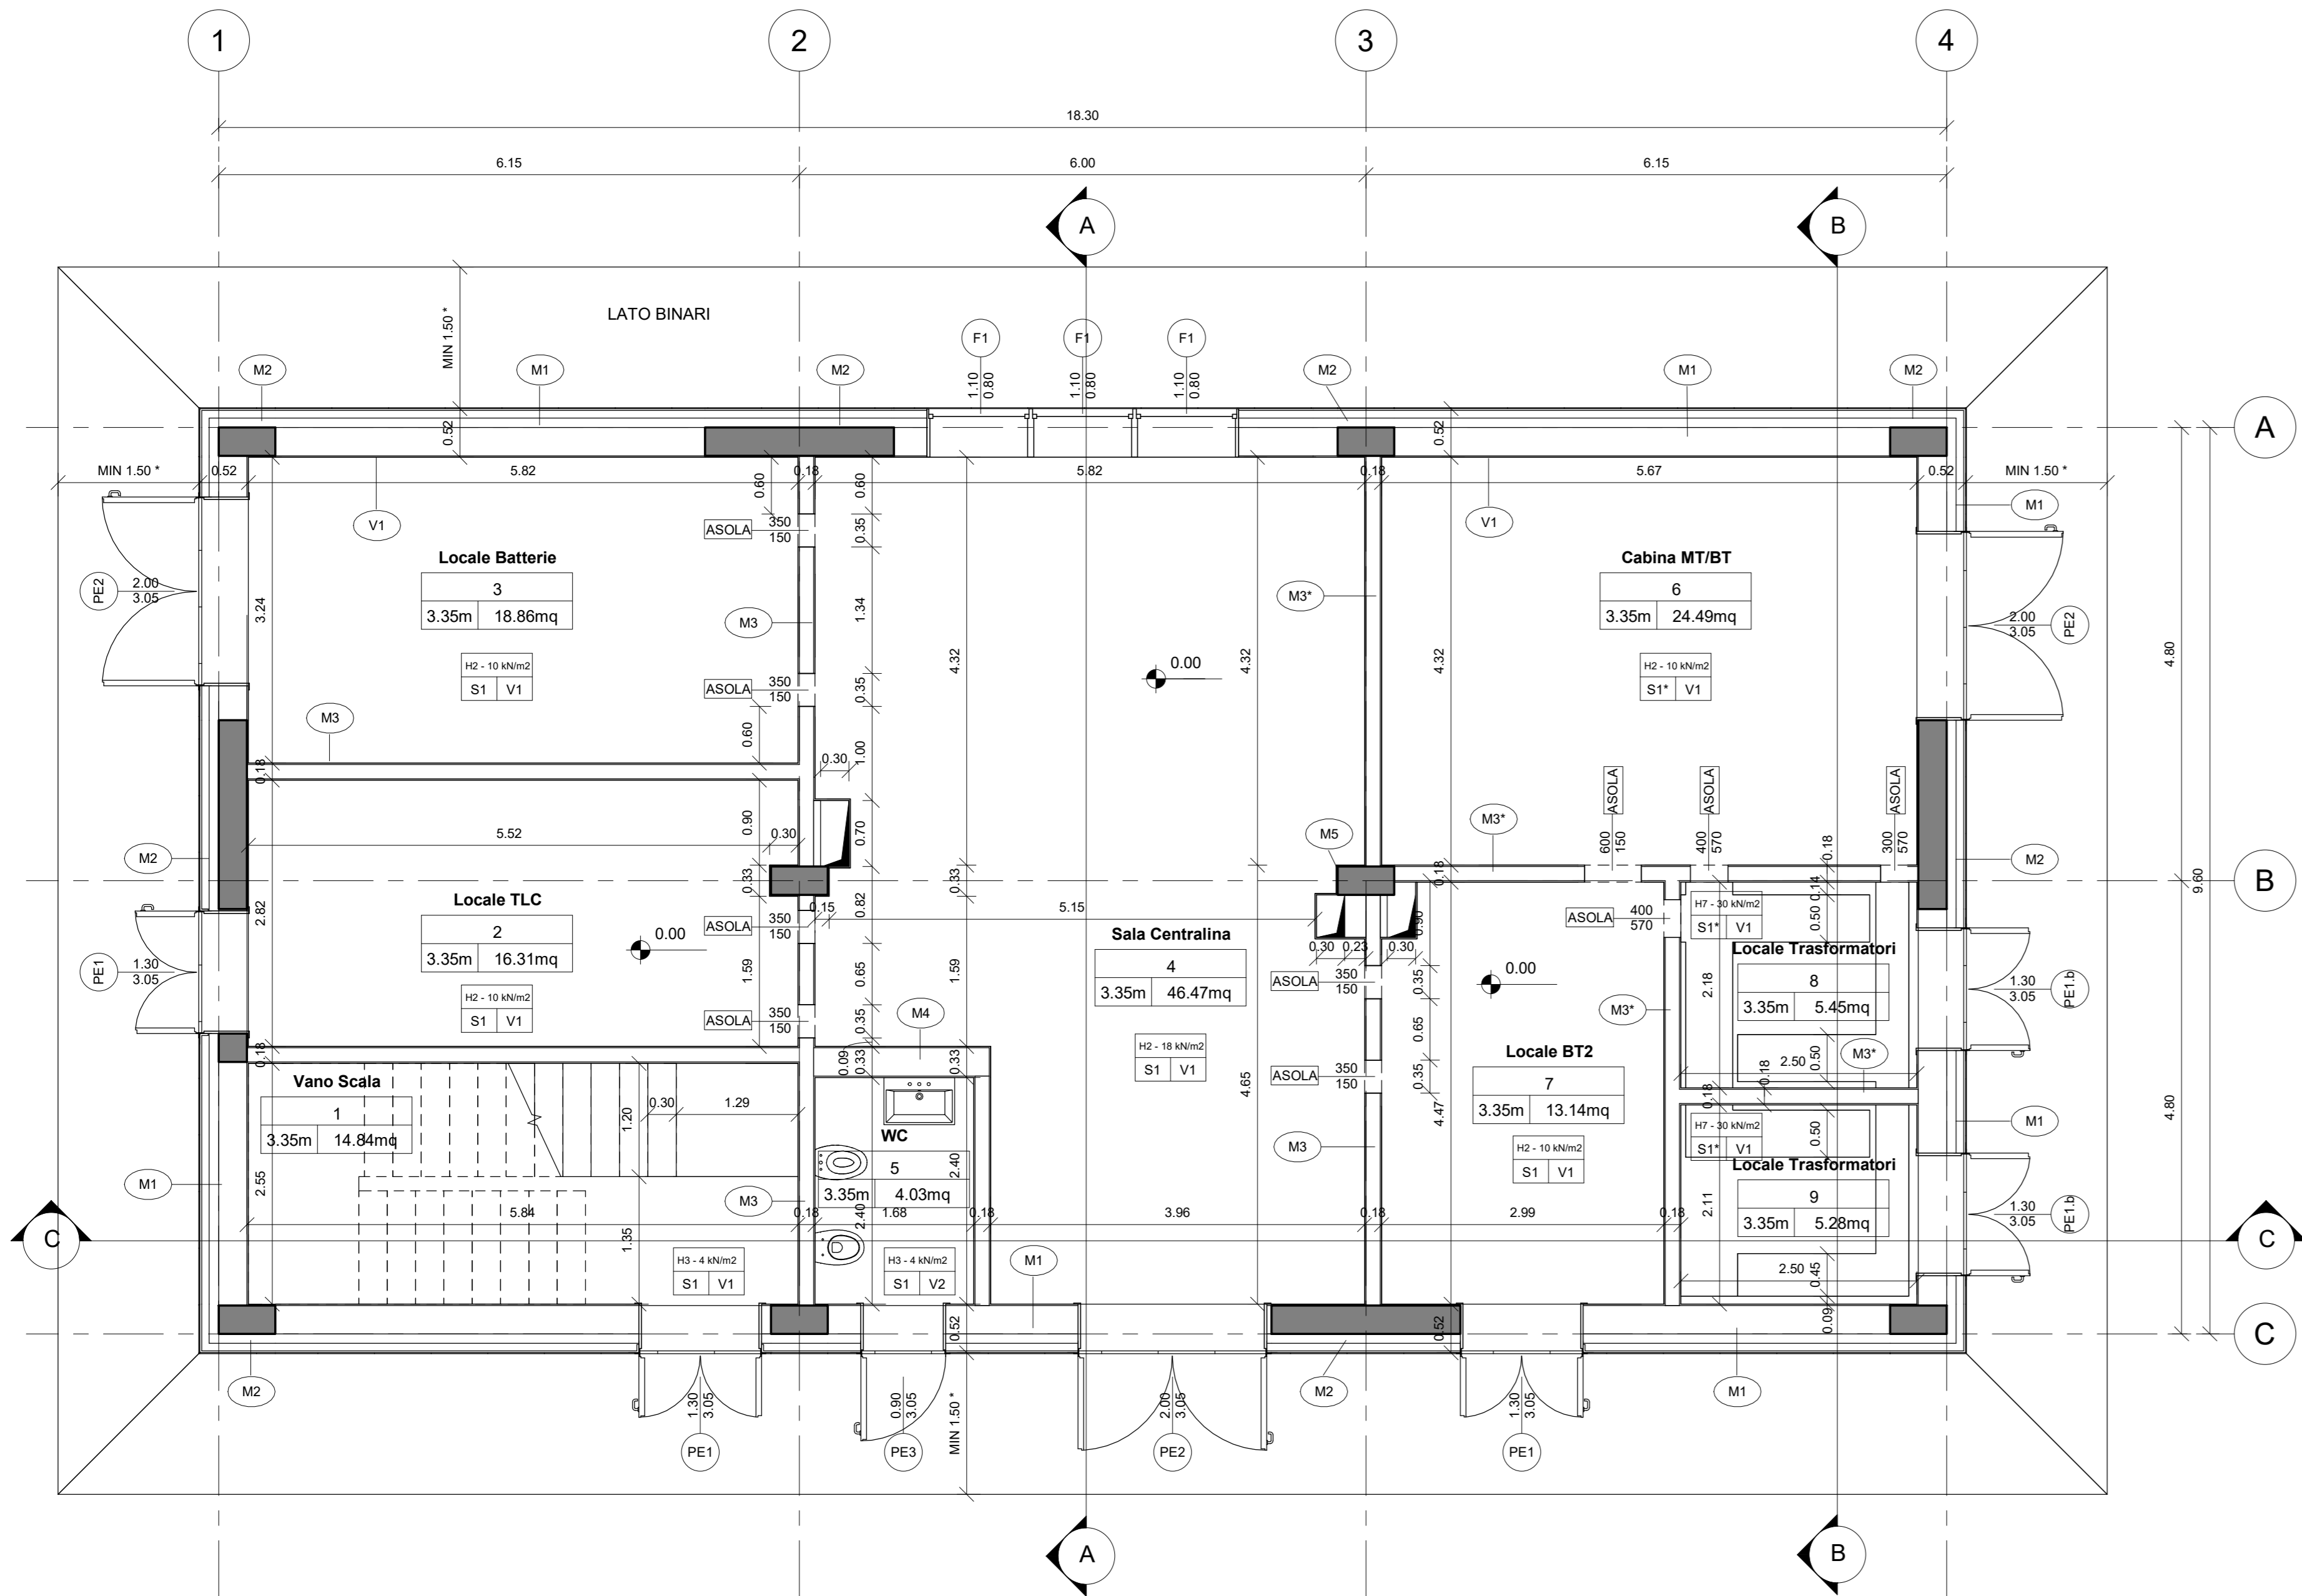 1
2
3
4
18.30
6.15
6.00
6.15
A
B
LATO BINARI
MIN 1.50 *
F1
F1
F1
1.10
0.80
1.10
0.80
1.10
0.80
M2
M1
M2
M2
M1
M2
A
0.52
0.52
MIN 1.50 *
0.52
5.82
0.18
5.82
0.18
5.67
0.52
MIN 1.50 *
0.60
0.60
V1
V1
M1
ASOLA
350
150
0.35
Locale Batterie
3
3.35m
18.86mq
Cabina MT/BT
6
3.35m
24.49mq
PE2
2.00
3.05
3.24
M3
1.34
M3*
2.00
3.05
PE2
4.80
H2 - 10 kN/m2
S1
V1
4.32
4.32
4.32
0.00
H2 - 10 kN/m2
S1*
V1
ASOLA
350
150
0.35
M3
0.60
1.00
0.30
0.18
ASOLA
ASOLA
ASOLA
600
150
400
570
300
570
5.52
0.90
0.30
0.70
M5
M3*
0.18
M2
M2
9.60
0.33
0.33
0.18
0.14
B
Locale TLC
2
3.35m
16.31mq
2.82
ASOLA
350
150
0.15
0.82
5.15
0.90
ASOLA
400
570
H7 - 30 kN/m2
S1*
V1
0.50
0.00
Sala Centralina
4
3.35m
46.47mq
0.30
0.23
0.30
Locale Trasformatori
8
3.35m
5.45mq
PE1
1.30
3.05
1.59
0.65
1.59
ASOLA
350
150
0.35
0.00
2.18
1.30
3.05
PE1.b
H2 - 10 kN/m2
S1
V1
ASOLA
350
150
0.35
M4
M3*
0.65
H2 - 18 kN/m2
S1
V1
0.18
0.09
0.33
0.33
Locale BT2
7
3.35m
13.14mq
2.50
0.50
M3*
Vano Scala
1
3.35m
14.84mq
0.30
1.29
1.20
4.65
ASOLA
350
150
0.35
4.47
0.18
0.18
4.80
M1
WC
5
3.35m
4.03mq
2.40
M3
H2 - 10 kN/m2
S1
V1
H7 - 30 kN/m2
S1*
V1
0.50
Locale Trasformatori
9
3.35m
5.28mq
M1
2.55
M3
2.11
C
5.84
0.18
2.40
1.68
0.18
3.96
0.18
2.99
0.18
1.30
3.05
PE1.b
C
1.35
H3 - 4 kN/m2
S1
V1
H3 - 4 kN/m2
S1
V2
M1
2.50
0.45
0.52
0.52
0.09
C
M2
1.30
3.05
0.90
3.05
MIN 1.50 *
2.00
3.05
M2
1.30
3.05
M1
PE1
PE3
PE2
PE1
A
B